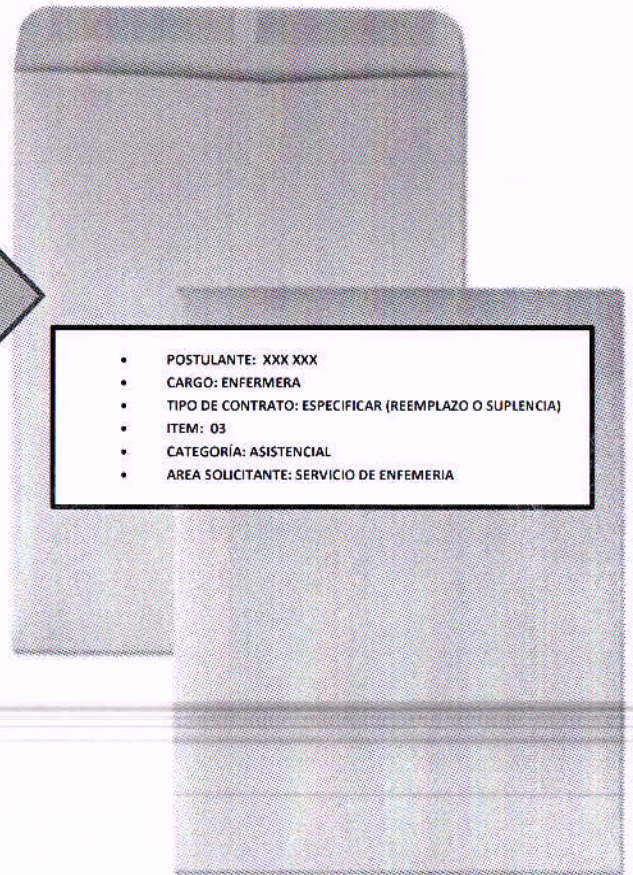 • POSTULANTE: XXX XXX
• CARGO: ENFERMERA
• TIPO DE CONTRATO: ESPECIFICAR (REEMPLAZO O SUPLENCIA)
• ITEM: 03
• CATEGORÍA: ASISTENCIAL
• AREA SOLICITANTE: SERVICIO DE ENFEMERIA